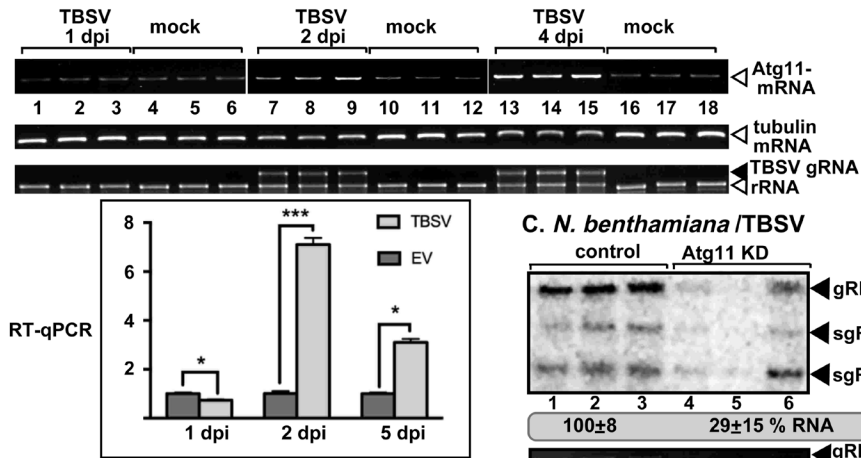 TBSV 1 dpi mock TBSV 2 dpi mock TBSV 4 dpi mock
Atg11-mRNA
1 2 3 4 5 6 7 8 9 10 11 12 13 14 15 16 17 18
tubulin mRNA
TBSV gRNA
rRNA
RT-qPCR
8
6
4
2
* *** *
TBSV
EV
1 dpi 2 dpi 5 dpi
C. N. benthamiana /TBSV
control Atg11 KD
gR
sg
sg
1 2 3 4 5 6
100±8 29±15 % RNA